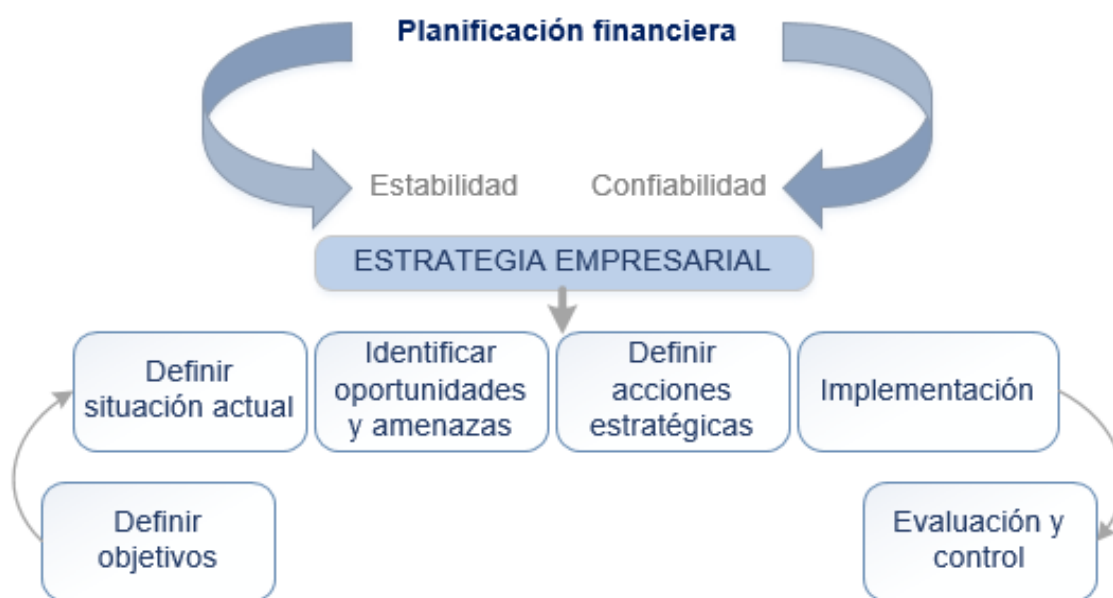 Planificación financiera
Estabilidad
Confiabilidad
ESTRATEGIA EMPRESARIAL
Definir
situación actual
Identificar
oportunidades
y amenazas
Definir
acciones
estratégicas
Implementación
Definir
objetivos
Evaluación y
control